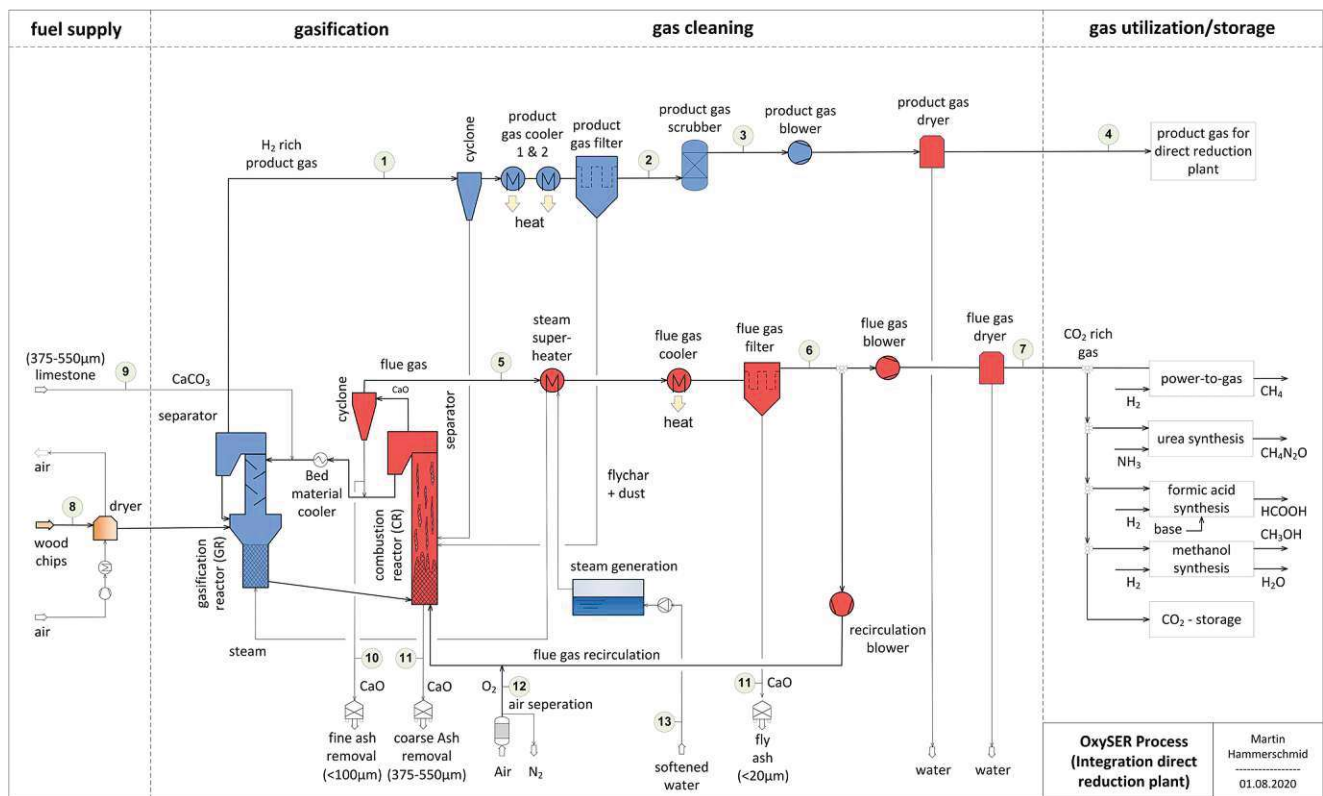 fuel supply
gasification
gas cleaning
gas utilization/storage
H₂ rich
product gas
1
cyclone
product
gas cooler
1 & 2
heat
product
gas filter
2
product gas
scrubber
3
product gas
blower
product gas
dryer
4
product gas for
direct reduction
plant
(375-550µm)
limestone
9
CaCO₃
separator
air
8
wood
chips
dryer
air
gasification
reactor (GR)
steam
Bed
material
cooler
cyclone
flue gas
CaO
separator
combustion
reactor (CR)
5
steam
super-
heater
flue gas
cooler
heat
flue gas
filter
6
flue gas
blower
flue gas
dryer
7
CO₂ rich
gas
flychar
+ dust
steam generation
recirculation
blower
flue gas recirculation
power-to-gas
H₂
CH₄
urea synthesis
NH₃
CH₄N₂O
formic acid
synthesis
H₂
base
HCOOH
CH₃OH
methanol
synthesis
H₂
H₂O
CO₂ - storage
10
CaO
fine ash
removal
(<100µm)
11
CaO
coarse Ash
removal
(375-550µm)
O₂
12
air seperation
Air
N₂
13
softened
water
11
CaO
fly
ash
(<20µm)
water
water
OxySER Process
(Integration direct
reduction plant)
Martin
Hammerschmid
----------------
01.08.2020